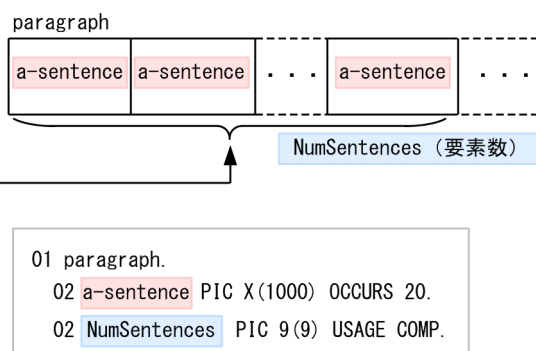 paragraph
a-sentence a-sentence ... a-sentence ...
NumSentences (要素数)
01 paragraph.
02 a-sentence PIC X(1000) OCCURS 20.
02 NumSentences PIC 9(9) USAGE COMP.